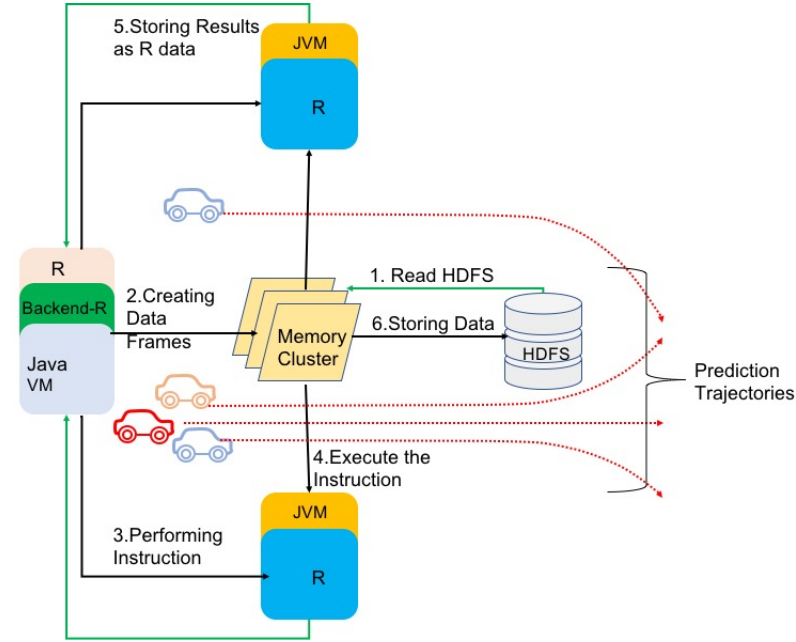 5.Storing Results
as R data
JVM
R
R
Backend-R
Java
VM
2.Creating
Data
Frames
Memory
Cluster
1. Read HDFS
6.Storing Data
HDFS
Prediction
Trajectories
4.Execute the
Instruction
3.Performing
Instruction
JVM
R